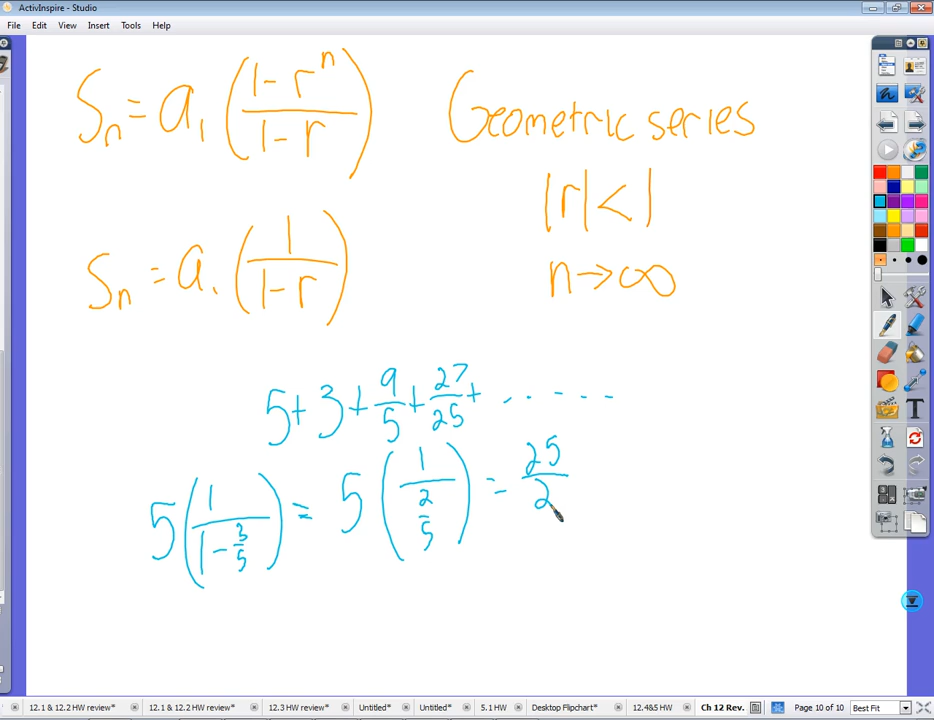 ActivInspire - Studio
File Edit View Insert Tools Help
Sₙ = a₁ ( (1 - rⁿ) / (1 - r) ) Geometric series
|r| < 1
Sₙ = a₁ ( 1 / (1 - r) ) n → ∞
5 + 3 + 9/5 + 27/25 + . . . . . .
5 ( 1 / (1 - 3/5) ) = 5 ( 1 / (2/5) ) = 25/2
12.1 & 12.2 HW review* 12.1 & 12.2 HW review* 12.3 HW review* Untitled* Untitled* 5.1 HW Desktop Flipchart* 12.4&5 HW Ch 12 Rev. Page 10 of 10 Best Fit